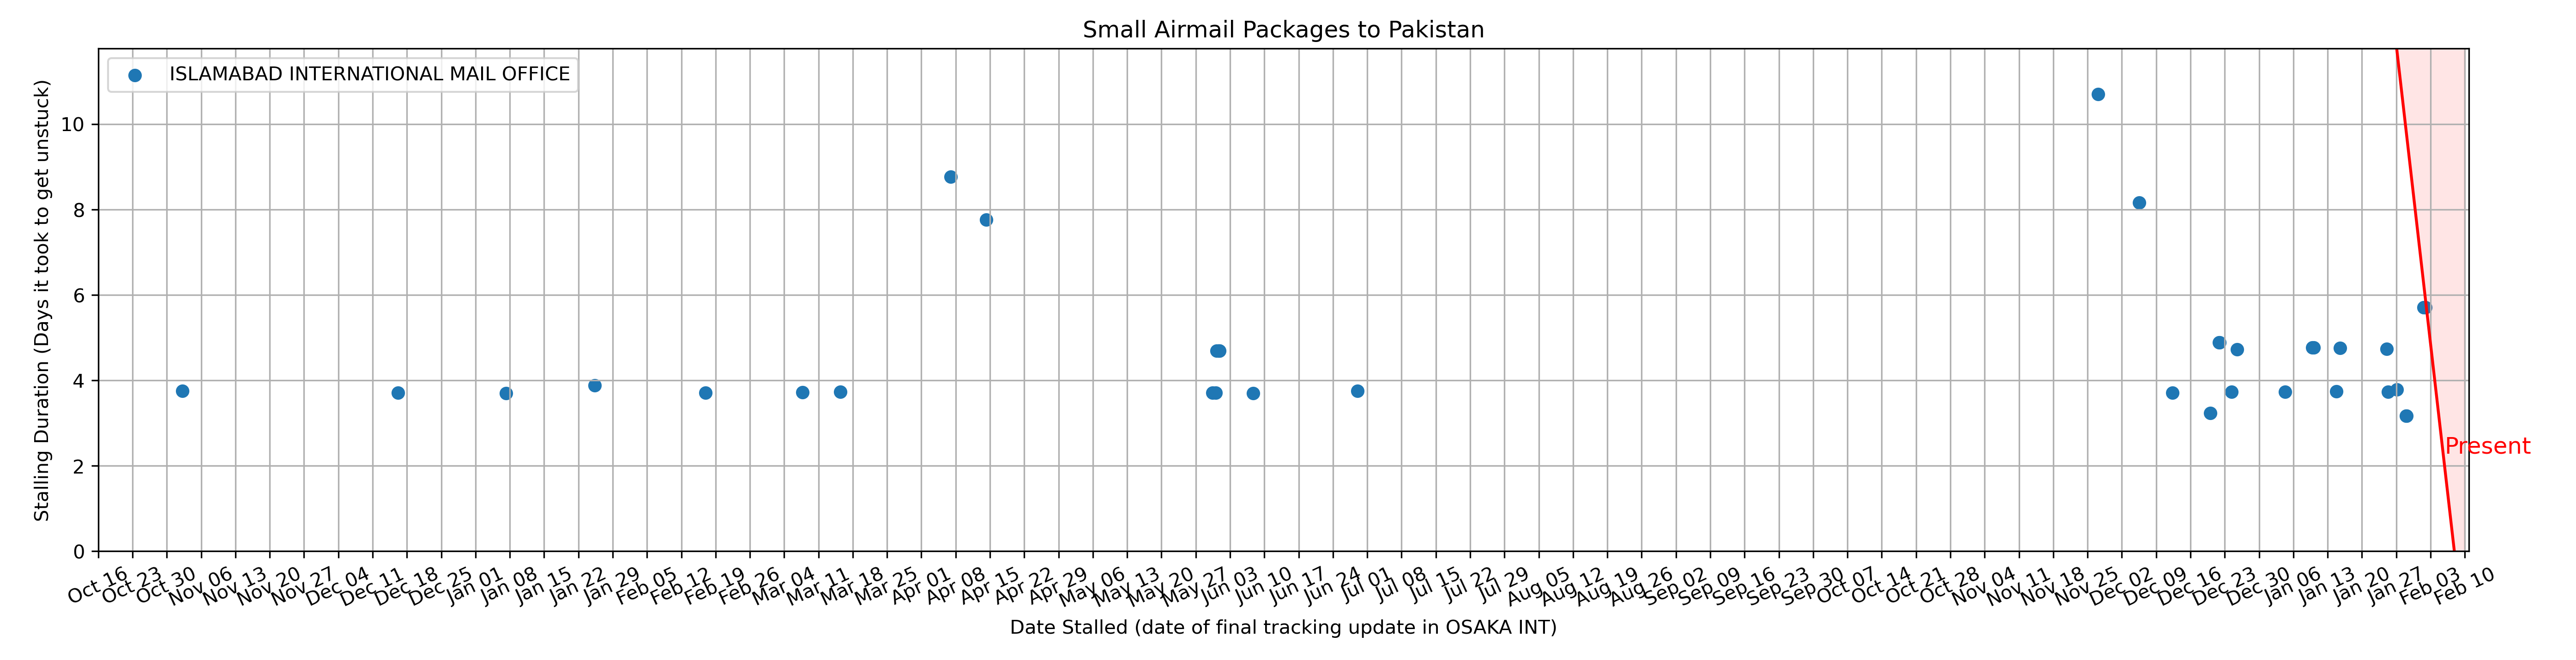 Small Airmail Packages to Pakistan
ISLAMABAD INTERNATIONAL MAIL OFFICE
Stalling Duration (Days it took to get unstuck)
10
8
6
4
2
0
Present
Oct 16 Oct 23 Oct 30 Nov 06 Nov 13 Nov 20 Nov 27 Dec 04 Dec 11 Dec 18 Dec 25 Jan 01 Jan 08 Jan 15 Jan 22 Jan 29 Feb 05 Feb 12 Feb 19 Feb 26 Mar 04 Mar 11 Mar 18 Mar 25 Apr 01 Apr 08 Apr 15 Apr 22 Apr 29 May 06 May 13 May 20 May 27 Jun 03 Jun 10 Jun 17 Jun 24 Jul 01 Jul 08 Jul 15 Jul 22 Jul 29 Aug 05 Aug 12 Aug 19 Aug 26 Sep 02 Sep 09 Sep 16 Sep 23 Sep 30 Oct 07 Oct 14 Oct 21 Oct 28 Nov 04 Nov 11 Nov 18 Nov 25 Dec 02 Dec 09 Dec 16 Dec 23 Dec 30 Jan 06 Jan 13 Jan 20 Jan 27 Feb 03 Feb 10
Date Stalled (date of final tracking update in OSAKA INT)